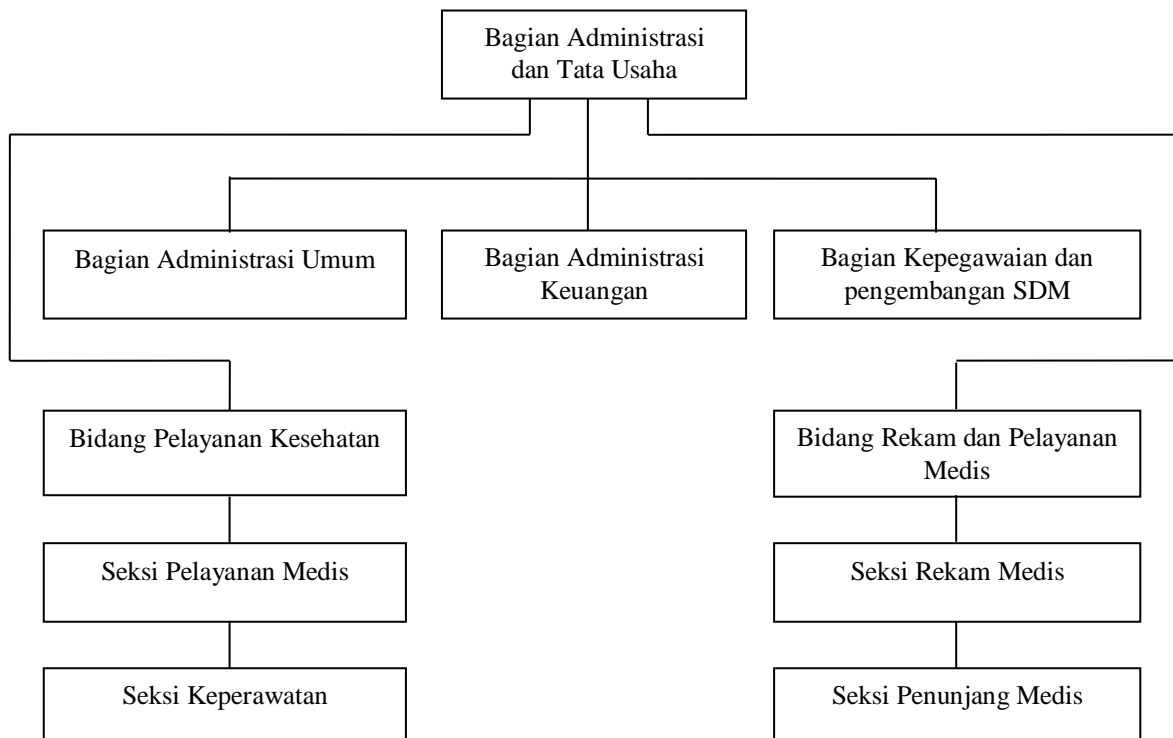 Bagian Administrasi
dan Tata Usaha
Bagian Administrasi Umum
Bagian Administrasi
Keuangan
Bagian Kepegawaian dan
pengembangan SDM
Bidang Pelayanan Kesehatan
Bidang Rekam dan Pelayanan
Medis
Seksi Pelayanan Medis
Seksi Rekam Medis
Seksi Keperawatan
Seksi Penunjang Medis